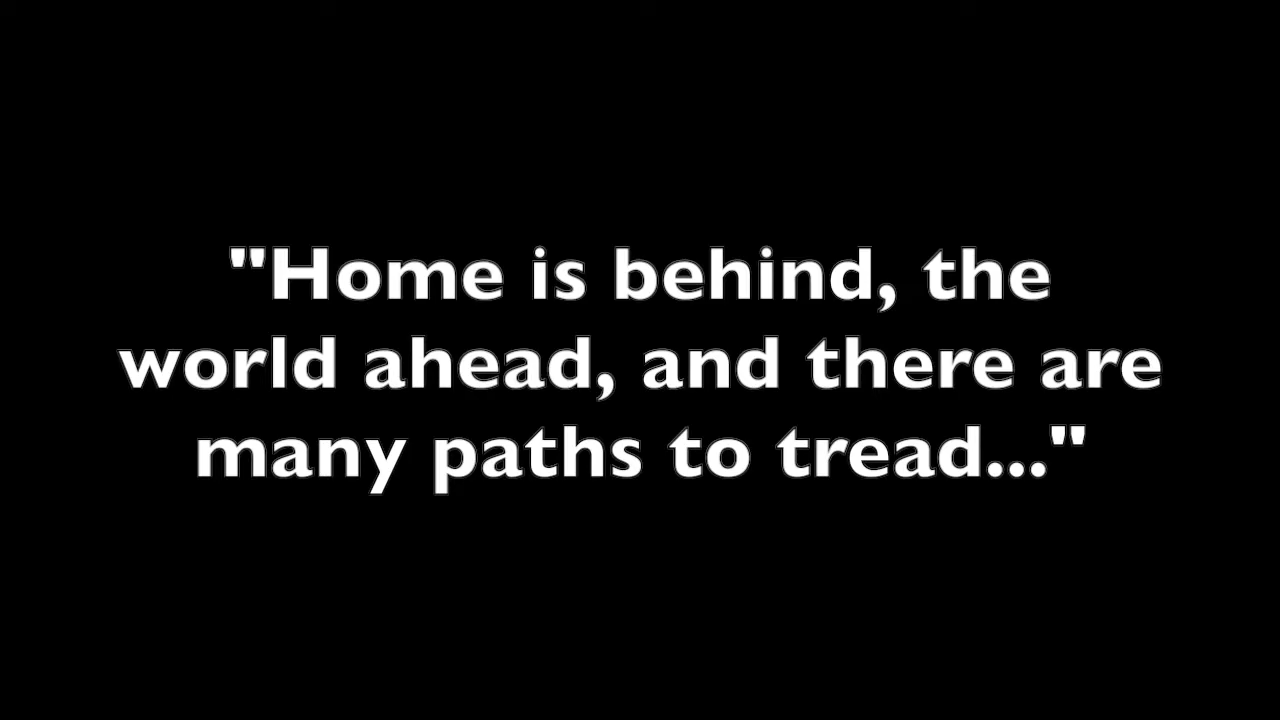 "Home is behind, the
world ahead, and there are
many paths to tread..."